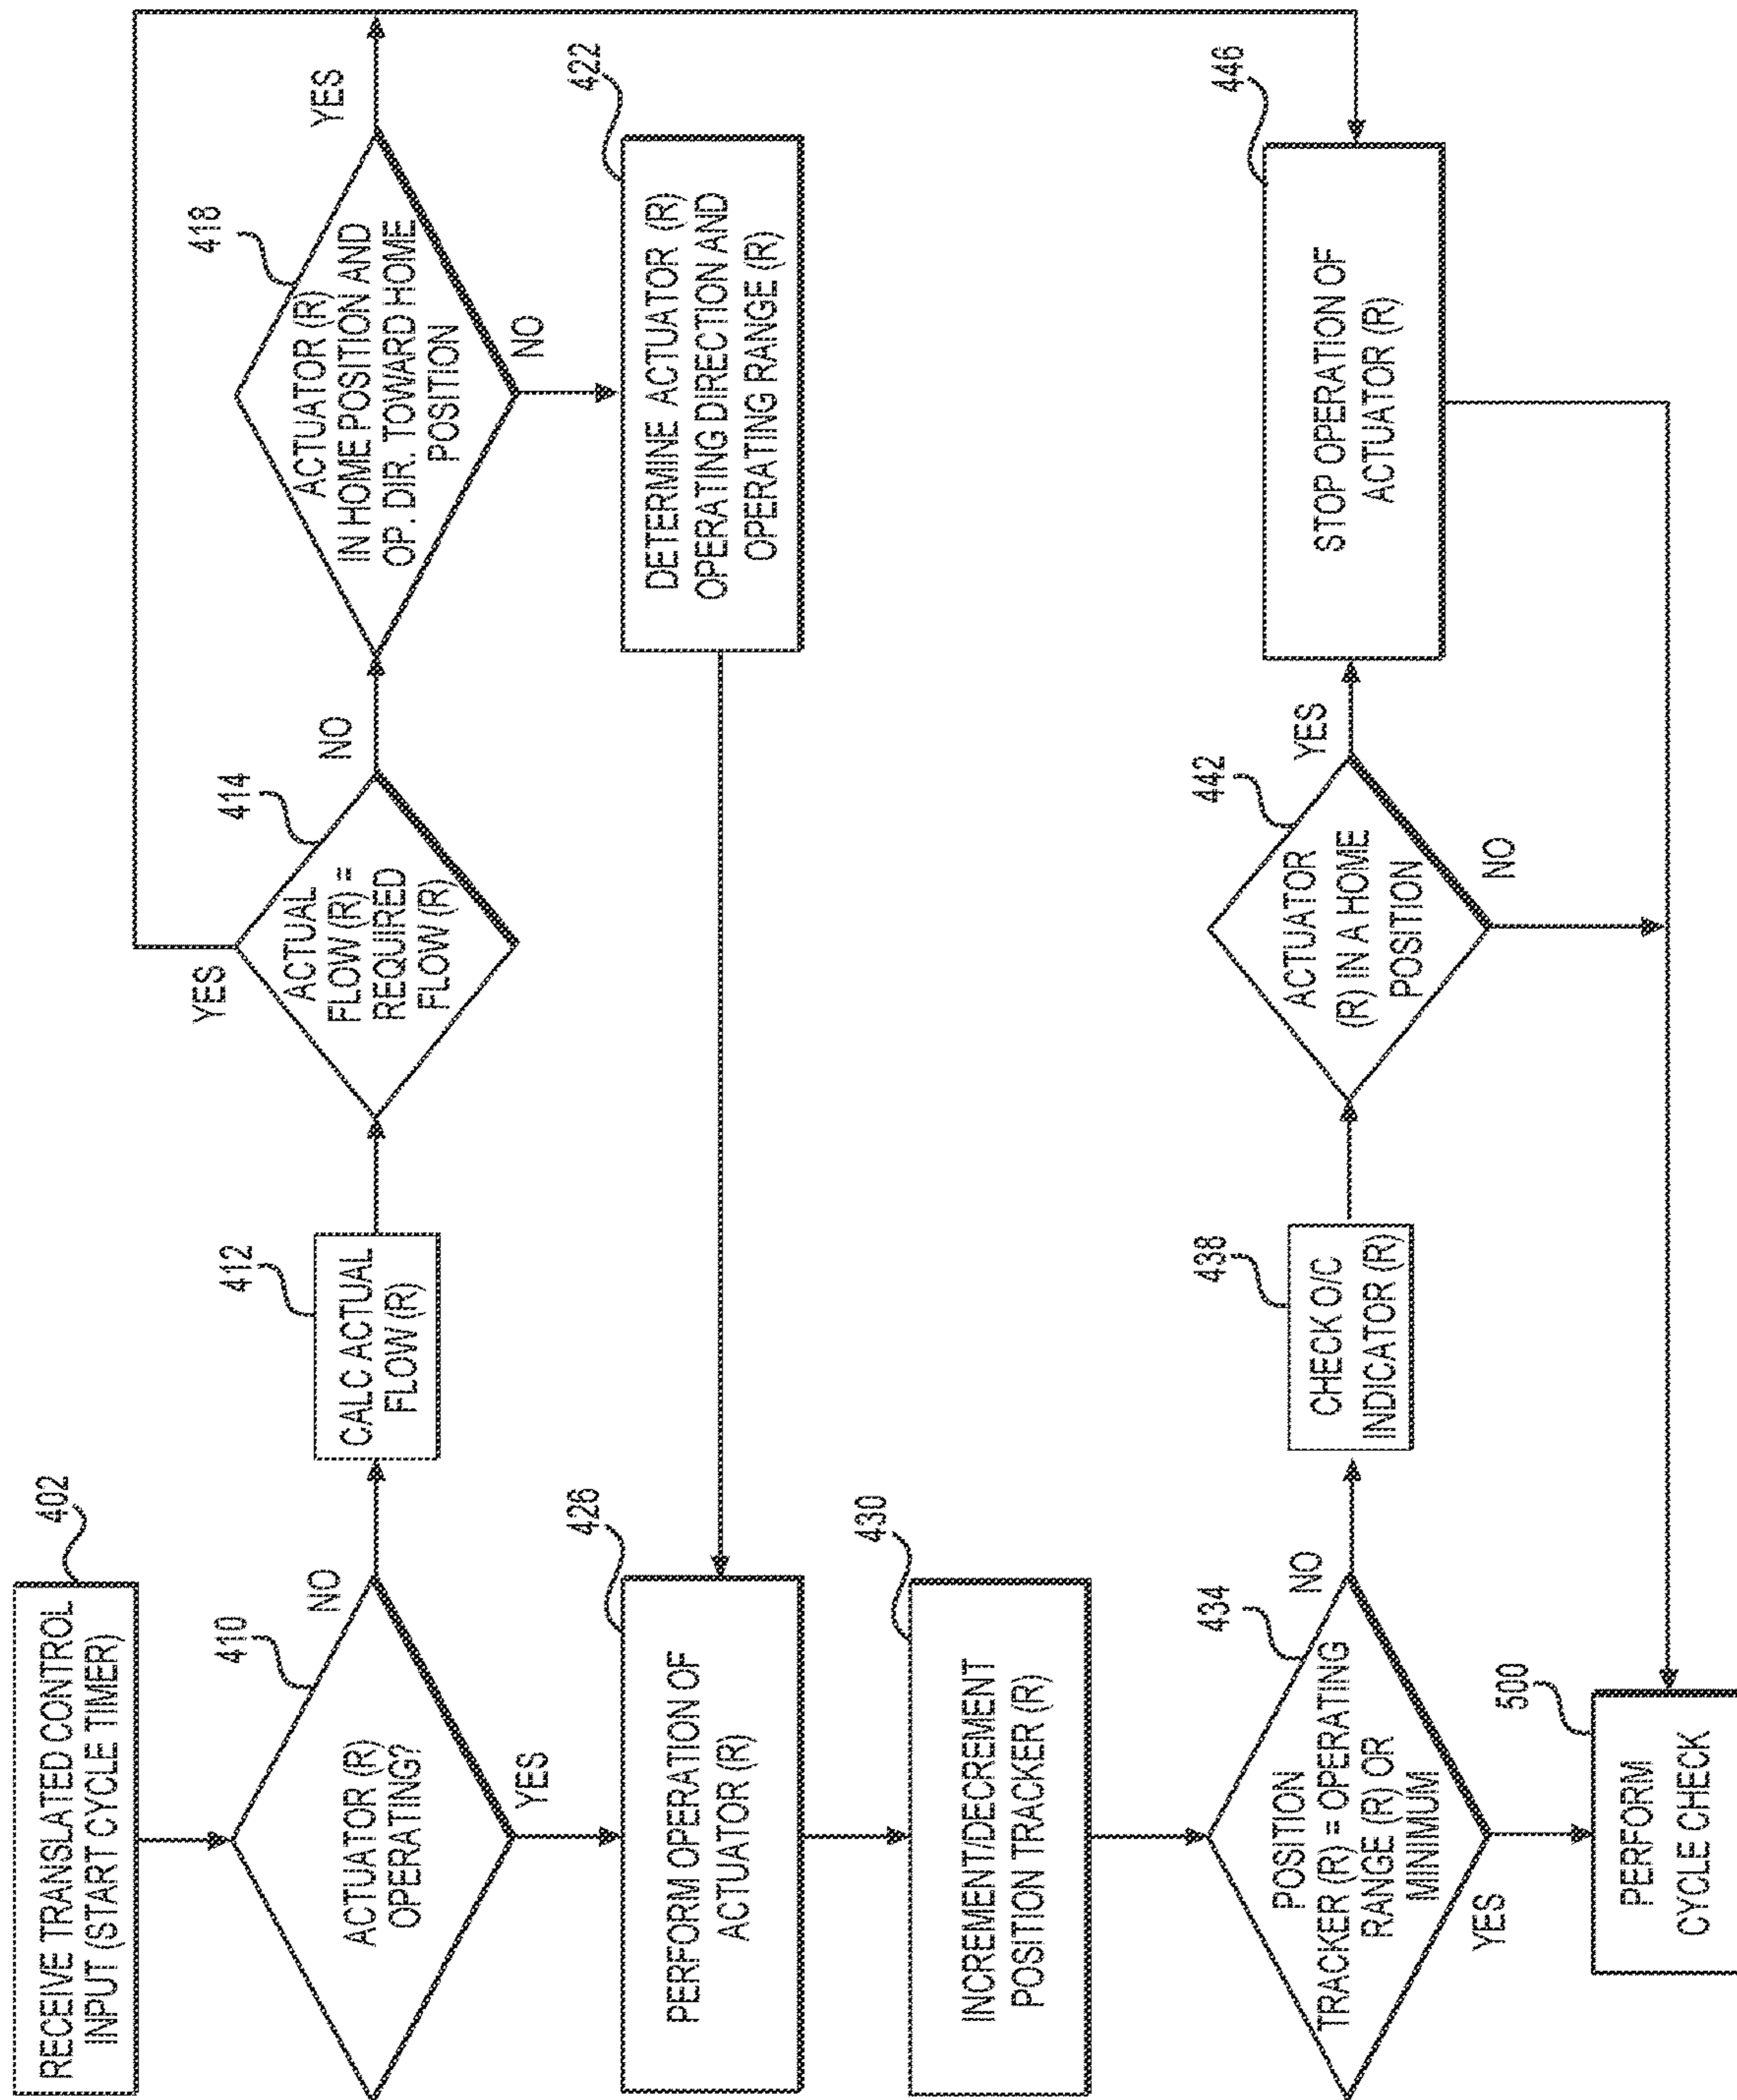 RECEIVE TRANSLATED CONTROL
INPUT (START CYCLE TIMER)
402
410
ACTUATOR (R)
OPERATING?
NO
YES
412
CALC ACTUAL
FLOW (R)
414
ACTUAL
FLOW (R) =
REQUIRED
FLOW (R)
YES
NO
418
ACTUATOR (R)
IN HOME POSITION AND
OP. DIR. TOWARD HOME
POSITION
YES
NO
422
DETERMINE ACTUATOR (R)
OPERATING DIRECTION AND
OPERATING RANGE (R)
426
PERFORM OPERATION OF
ACTUATOR (R)
430
INCREMENT/DECREMENT
POSITION TRACKER (R)
434
POSITION
TRACKER (R) = OPERATING
RANGE (R) OR
MINIMUM
NO
YES
438
CHECK O/C
INDICATOR (R)
442
ACTUATOR
(R) IN A HOME
POSITION
YES
NO
446
STOP OPERATION OF
ACTUATOR (R)
500
PERFORM
CYCLE CHECK